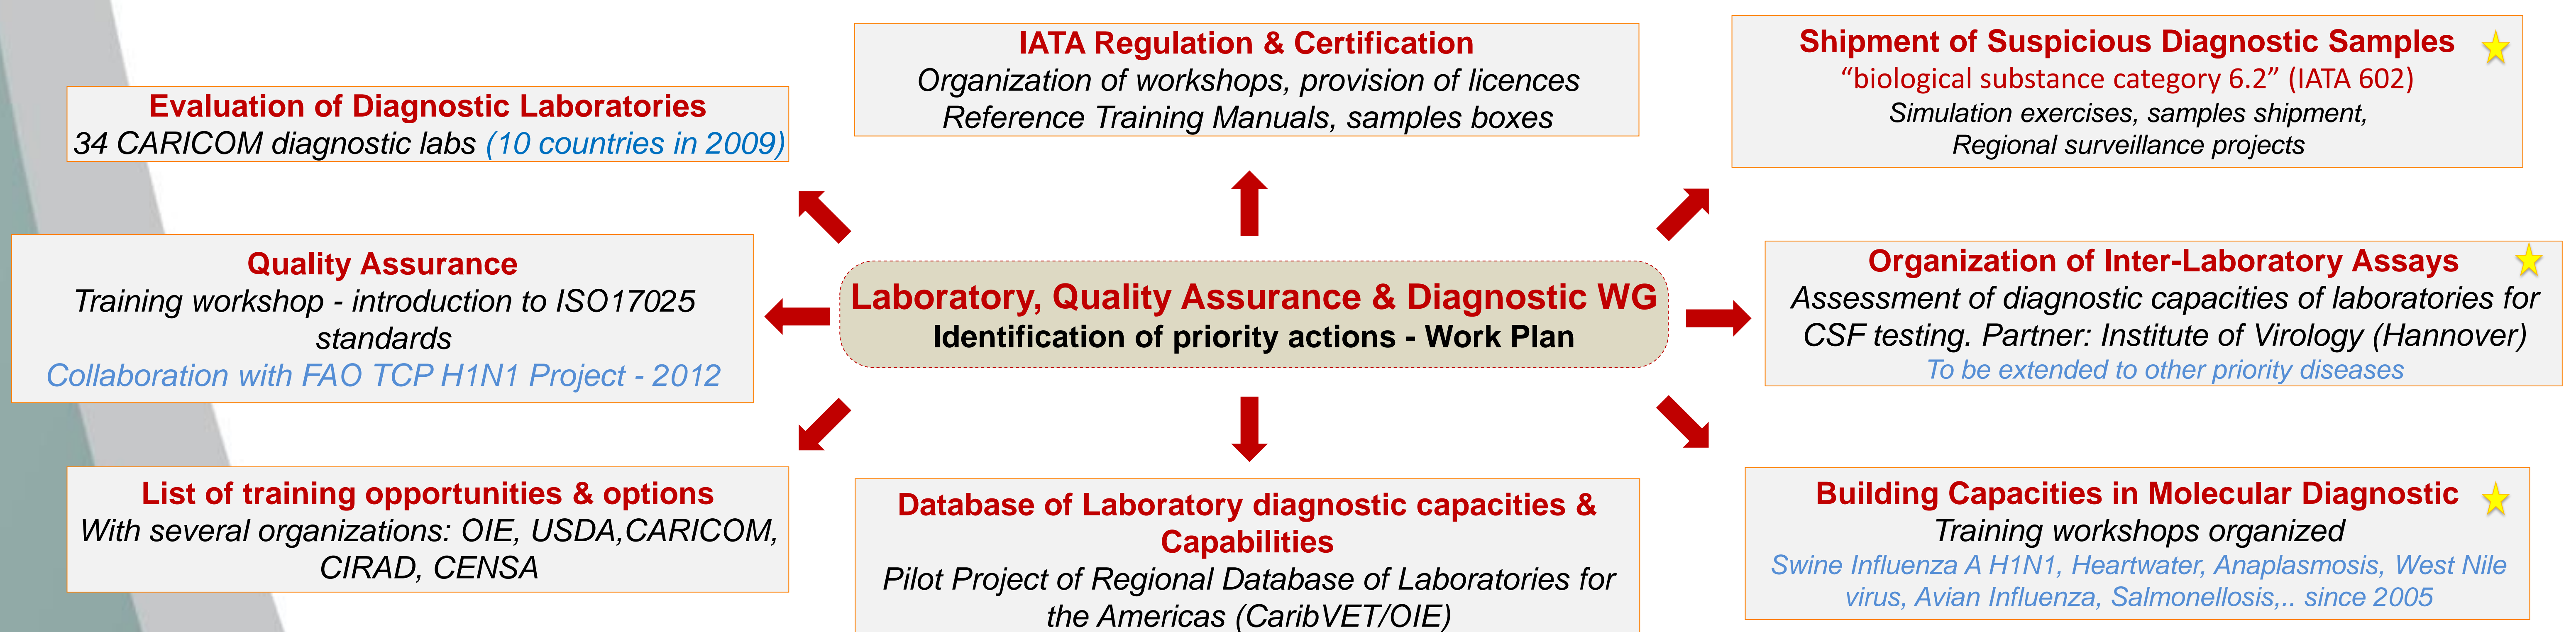 Evaluation of Diagnostic Laboratories
34 CARICOM diagnostic labs (10 countries in 2009)
IATA Regulation & Certification
Organization of workshops, provision of licences
Reference Training Manuals, samples boxes
Shipment of Suspicious Diagnostic Samples
“biological substance category 6.2” (IATA 602)
Simulation exercises, samples shipment,
Regional surveillance projects
Quality Assurance
Training workshop - introduction to ISO17025
standards
Collaboration with FAO TCP H1N1 Project - 2012
Laboratory, Quality Assurance & Diagnostic WG
Identification of priority actions - Work Plan
Organization of Inter-Laboratory Assays
Assessment of diagnostic capacities of laboratories for
CSF testing. Partner: Institute of Virology (Hannover)
To be extended to other priority diseases
List of training opportunities & options
With several organizations: OIE, USDA,CARICOM,
CIRAD, CENSA
Database of Laboratory diagnostic capacities &
Capabilities
Pilot Project of Regional Database of Laboratories for
the Americas (CaribVET/OIE)
Building Capacities in Molecular Diagnostic
Training workshops organized
Swine Influenza A H1N1, Heartwater, Anaplasmosis, West Nile
virus, Avian Influenza, Salmonellosis,.. since 2005